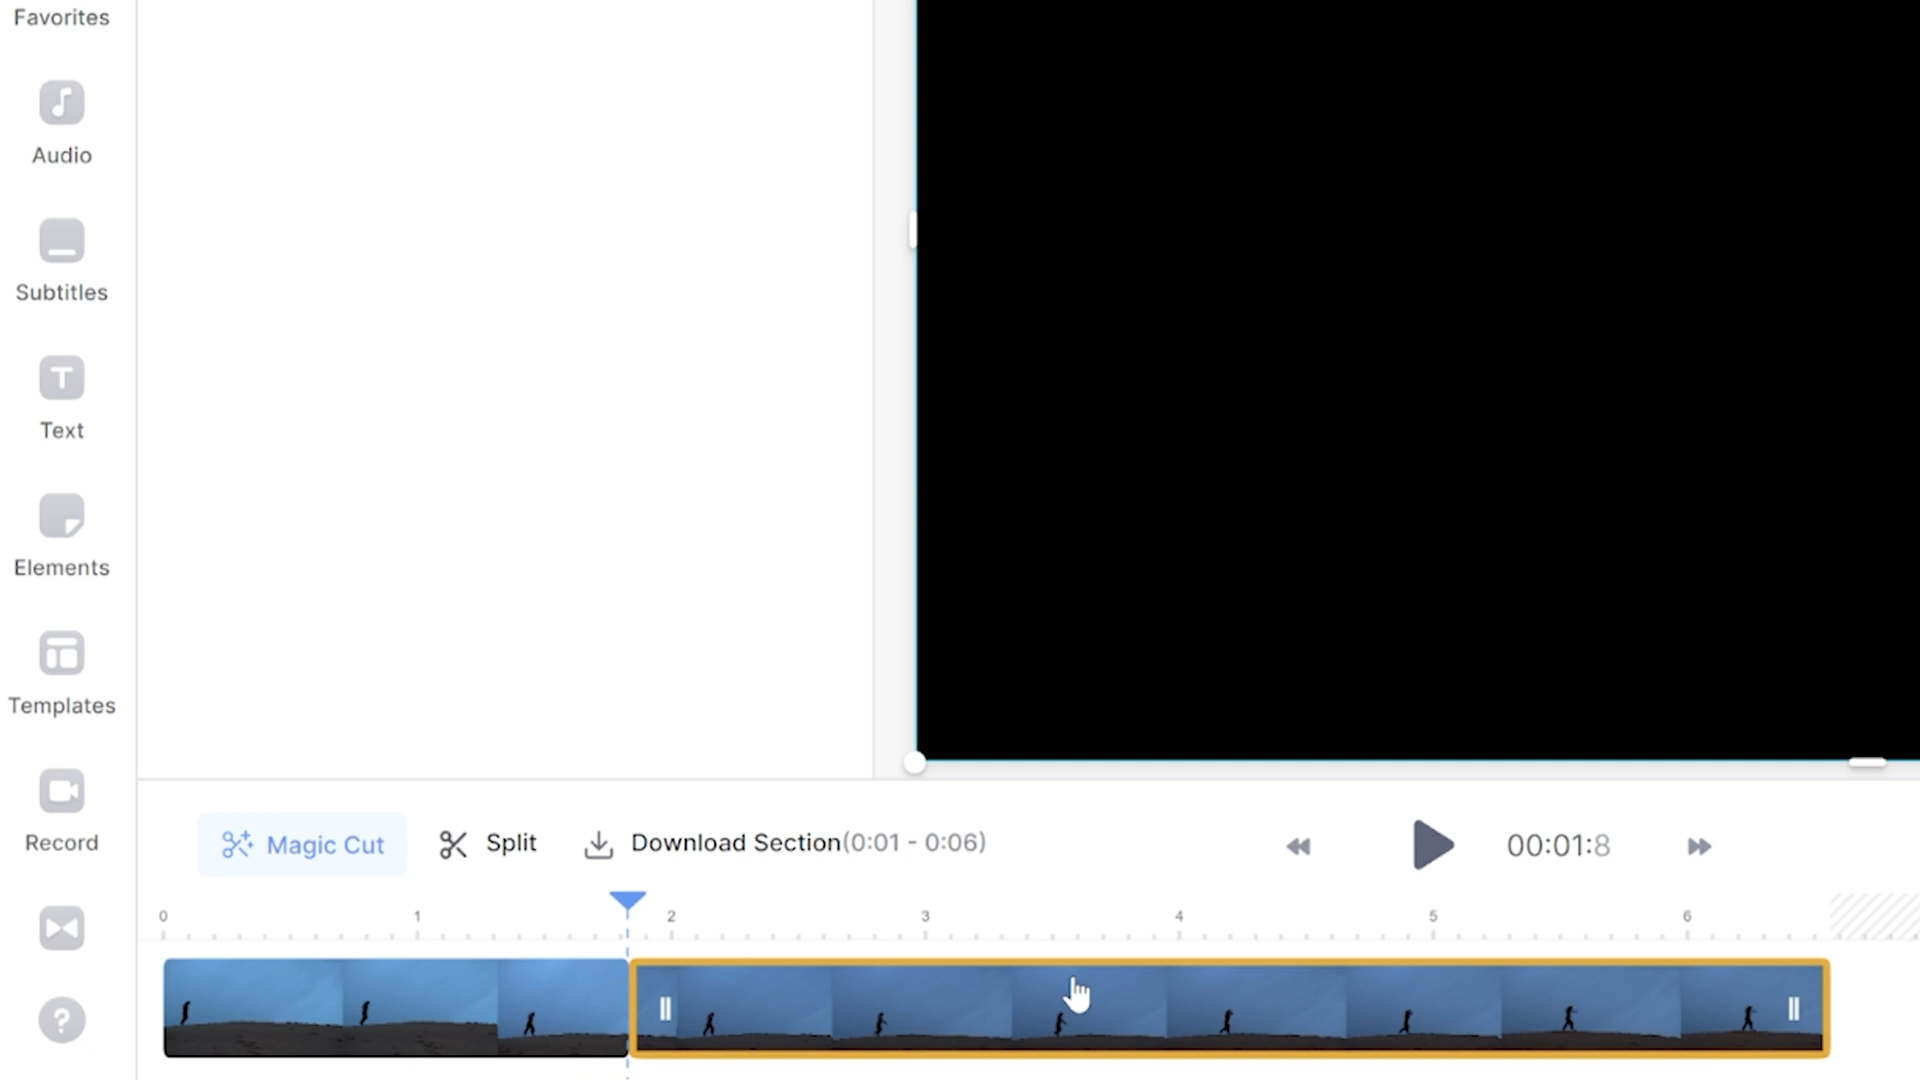 Favorites
Audio
Subtitles
Text
Elements
Templates
Record
Magic Cut
Split
Download Section(0:01 - 0:06)
00:01:8
0 1 2 3 4 5 6